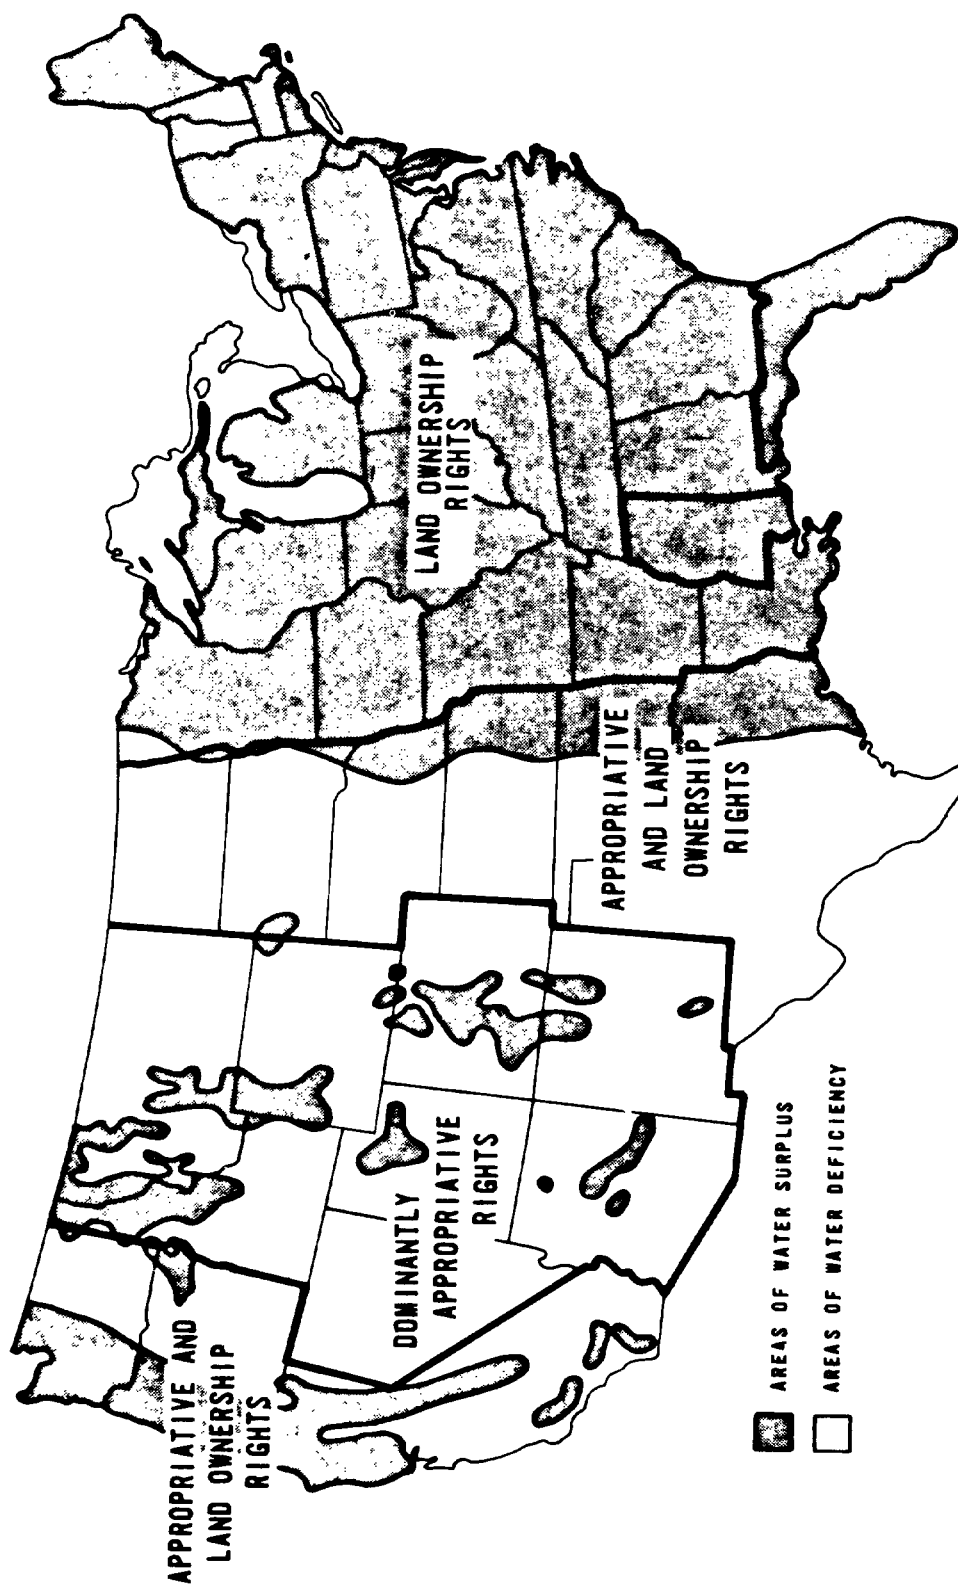 APPROPRIATIVE AND
LAND OWNERSHIP
RIGHTS
DOMINANTLY
APPROPRIATIVE
RIGHTS
APPROPRIATIVE
AND LAND
OWNERSHIP
RIGHTS
LAND OWNERSHIP
RIGHTS
AREAS OF WATER SURPLUS
AREAS OF WATER DEFICIENCY